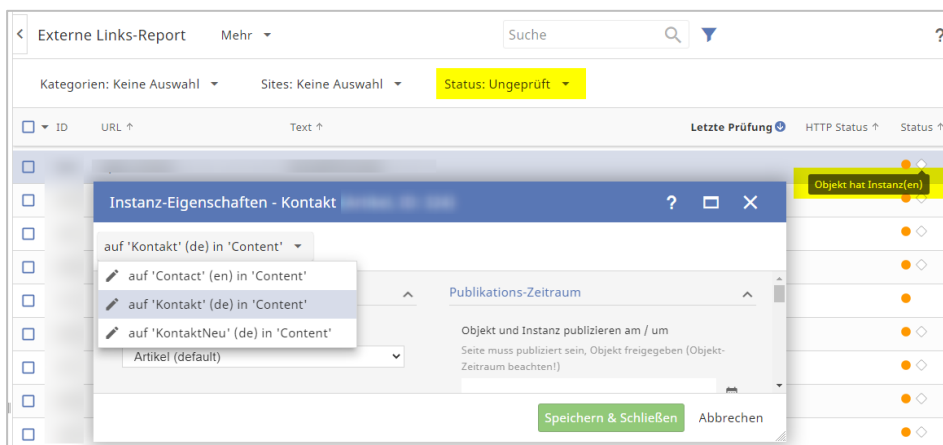 Externe Links-Report Mehr Suche ?
Kategorien: Keine Auswahl Sites: Keine Auswahl Status: Ungeprüft
ID URL ↑ Text ↑ Letzte Prüfung HTTP Status ↑ Status ↑
Objekt hat Instanz(en)
Instanz-Eigenschaften - Kontakt ?
auf 'Kontakt' (de) in 'Content'
auf 'Contact' (en) in 'Content'
auf 'Kontakt' (de) in 'Content'
auf 'KontaktNeu' (de) in 'Content'
Artikel (default)
Publikations-Zeitraum
Objekt und Instanz publizieren am / um
Seite muss publiziert sein, Objekt freigegeben (Objekt-
Zeitraum beachten!)
Speichern & Schließen Abbrechen